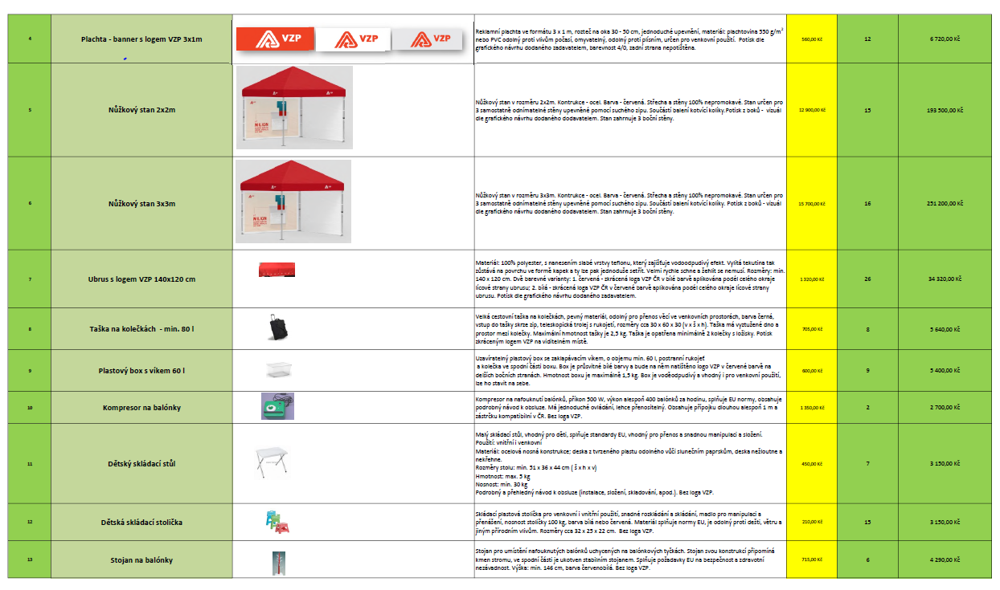 4
Plachta - banner s logem VZP 3x1m
VZP
VZP
VZP
Reklamní plachta ve formátu 3 x 1 m, rozteč na oka 30 - 50 cm, jednoduché upevnění, materiál: plachtovina 550 g/m²
nebo PVC odolný proti vlivům počasí, omyvatelný, odolný proti plísním, určen pro venkovní použití. Potisk dle
grafického návrhu dodaného zadavatelem, barevnost 4/0, zadní strana nepotištěna.
560,00 Kč
12
6 720,00 Kč
5
Nůžkový stan 2x2m
MILION
Nůžkový stan v rozměru 2x2m. Kontrukce - ocel. Barva - červená. Střecha a stěny 100% nepromokavé. Stan určen pro
3 samostatně odnímatelné stěny upevněné pomocí suchého zipu. Součástí balení kotvící kolíky.Potisk z boků - vizuál
dle grafického návrhu dodaného dodavatelem. Stan zahrnuje 3 boční stěny.
12 900,00 Kč
15
193 500,00 Kč
6
Nůžkový stan 3x3m
MILION
Nůžkový stan v rozměru 3x3m. Kontrukce - ocel. Barva - červená. Střecha a stěny 100% nepromokavé. Stan určen pro
3 samostatně odnímatelné stěny upevněné pomocí suchého zipu. Součástí balení kotvící kolíky. Potisk z boků - vizuál
dle grafického návrhu dodaného dodavatelem. Stan zahrnuje 3 boční stěny.
15 700,00 Kč
16
251 200,00 Kč
7
Ubrus s logem VZP 140x120 cm
Materiál: 100% polyester, s nanesením slabé vrstvy teflonu, který zajišťuje vodoodpudivý efekt. Vylitá tekutina tak
zůstává na povrchu ve formě kapek a ty lze pak jednoduše setřít. Velmi rychle schne a žehlit se nemusí. Rozměry: min.
140 x 120 cm. Dvě barevné varianty: 1. červená - zkrácená loga VZP ČR v bílé barvě aplikovaná podél celého okraje
lícové strany ubrusu; 2. bílá - zkrácená loga VZP ČR v červené barvě aplikovaná podél celého okraje lícové strany
ubrusu. Potisk dle grafického návrhu dodaného zadavatelem.
1 320,00 Kč
26
34 320,00 Kč
8
Taška na kolečkách - min. 80 l
Velká cestovní taška na kolečkách, pevný materiál, odolný pro přenos věcí ve venkovních prostorách, barva černá,
vstup do tašky skrze zip, teleskopická trolej s rukojetí, rozměry cca 30 x 60 x 30 (v x š x h). Taška má vyztužené dno a
prostor mezi kolečky. Maximální hmotnost tašky je 2,5 kg. Taška je opatřena minimálně 2 kolečky s ložisky. Potisk
zkráceným logem VZP na viditelném místě.
705,00 Kč
8
5 640,00 Kč
9
Plastový box s víkem 60 l
Uzavíratelný plastový box se zaklapávacím víkem, o objemu min. 60 l, postranní rukojeť
a kolečka ve spodní části boxu. Box je průsvitné bílé barvy a bude na něm natištěno logo VZP v červené barvě na
delších bočních stranách. Hmotnost boxu je maximálně 1,5 kg. Box je voděodpudivý a vhodný i pro venkovní použití,
lze ho stavit na sebe.
600,00 Kč
9
5 400,00 Kč
10
Kompresor na balónky
Kompresor na nafouknutí balónků, příkon 500 W, výkon alespoň 400 balónků za hodinu, splňuje EU normy, obsahuje
podrobný návod k obsluze. Má jednoduché ovládání, lehce přenositelný. Obsahuje přípojku dlouhou alespoň 1 m a
zástrčku kompatibilní v ČR. Bez loga VZP.
1 350,00 Kč
2
2 700,00 Kč
11
Dětský skládací stůl
Malý skládací stůl, vhodný pro děti, splňuje standardy EU, vhodný pro přenos a snadnou manipulaci a složení.
Použití: vnitřní i venkovní
Materiál: ocelová nosná konstrukce; deska z tvrzeného plastu odolného vůči slunečním paprskům, deska nežloutne a
nekřehne.
Rozměry stolu: min. 51 x 36 x 44 cm ( š x h x v)
Hmotnost: max. 5 kg
Nosnost: min. 30 kg
Podrobný a přehledný návod k obsluze (instalace, složení, skladování, apod.). Bez loga VZP.
450,00 Kč
7
3 150,00 Kč
12
Dětská skládací stolička
Skládací plastová stolička pro venkovní i vnitřní použití, snadné rozkládání a skládání, madlo pro manipulaci a
přenášení, nosnost stoličky 100 kg, barva bílá nebo červená. Materiál splňuje normy EU, je odolný proti dešti, větru a
jiným přírodním vlivům. Rozměry cca 32 x 25 x 22 cm. Bez loga VZP.
210,00 Kč
15
3 150,00 Kč
13
Stojan na balónky
Stojan pro umístění nafouknutých balónků uchycených na balónkových tyčkách. Stojan svou konstrukcí připomíná
kmen stromu, ve spodní části je ukotven stabilním stojanem. Splňuje požadavky EU na bezpečnost a zdravotní
nezávadnost. Výška: min. 146 cm, barva červenobílá. Bez loga VZP.
715,00 Kč
6
4 290,00 Kč